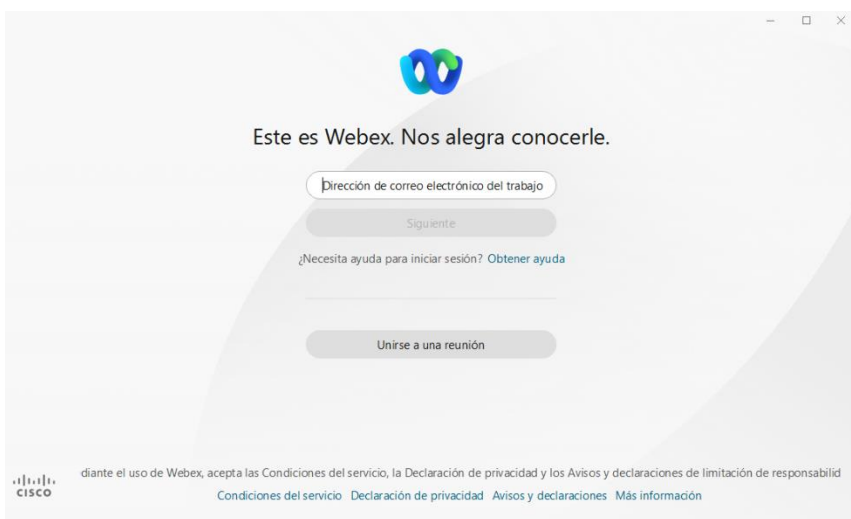 Este es Webex. Nos alegra conocerle.
Dirección de correo electrónico del trabajo
Siguiente
¿Necesita ayuda para iniciar sesión? Obtener ayuda
Unirse a una reunión
diante el uso de Webex, acepta las Condiciones del servicio, la Declaración de privacidad y los Avisos y declaraciones de limitación de responsabilid
CISCO
Condiciones del servicio Declaración de privacidad Avisos y declaraciones Más información